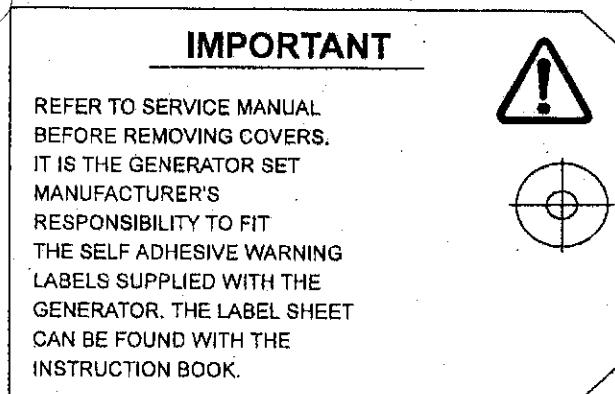 IMPORTANT
REFER TO SERVICE MANUAL
BEFORE REMOVING COVERS.
IT IS THE GENERATOR SET
MANUFACTURER'S
RESPONSIBILITY TO FIT
THE SELF ADHESIVE WARNING
LABELS SUPPLIED WITH THE
GENERATOR. THE LABEL SHEET
CAN BE FOUND WITH THE
INSTRUCTION BOOK.